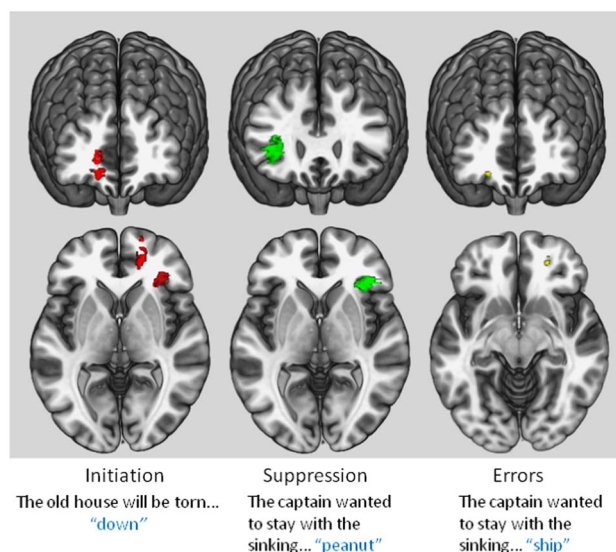 Initiation
The old house will be torn...
“down”
Suppression
The captain wanted
to stay with the
sinking... “peanut”
Errors
The captain wanted
to stay with the
sinking... “ship”